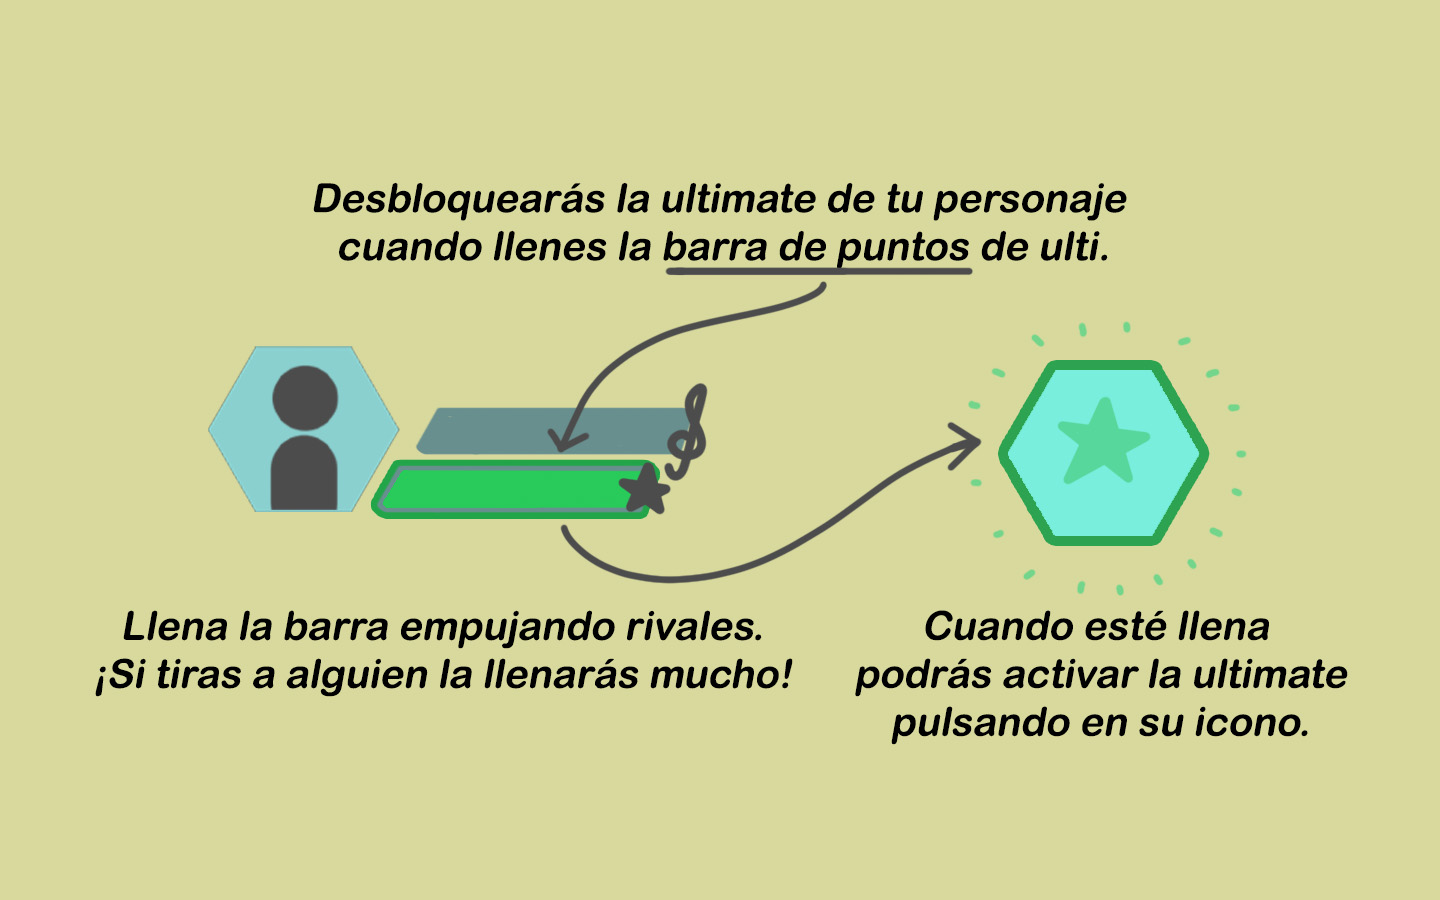 Desbloquearás la ultimate de tu personaje
cuando llenes la barra de puntos de ulti.
Llena la barra empujando rivales.
¡Si tiras a alguien la llenarás mucho!
Cuando esté llena
podrás activar la ultimate
pulsando en su icono.